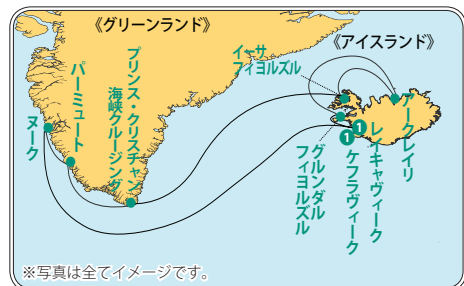 《グリーンランド》
《アイスランド》
プリンス・クリスチャン
海峡クルージング
パーミュート
ヌーク
イーサ
フィヨルズル
アークレイリ
1
レイキャヴィーク
1
ケフラヴィーク
グルンダル
フィヨルズル
※写真は全てイメージです。